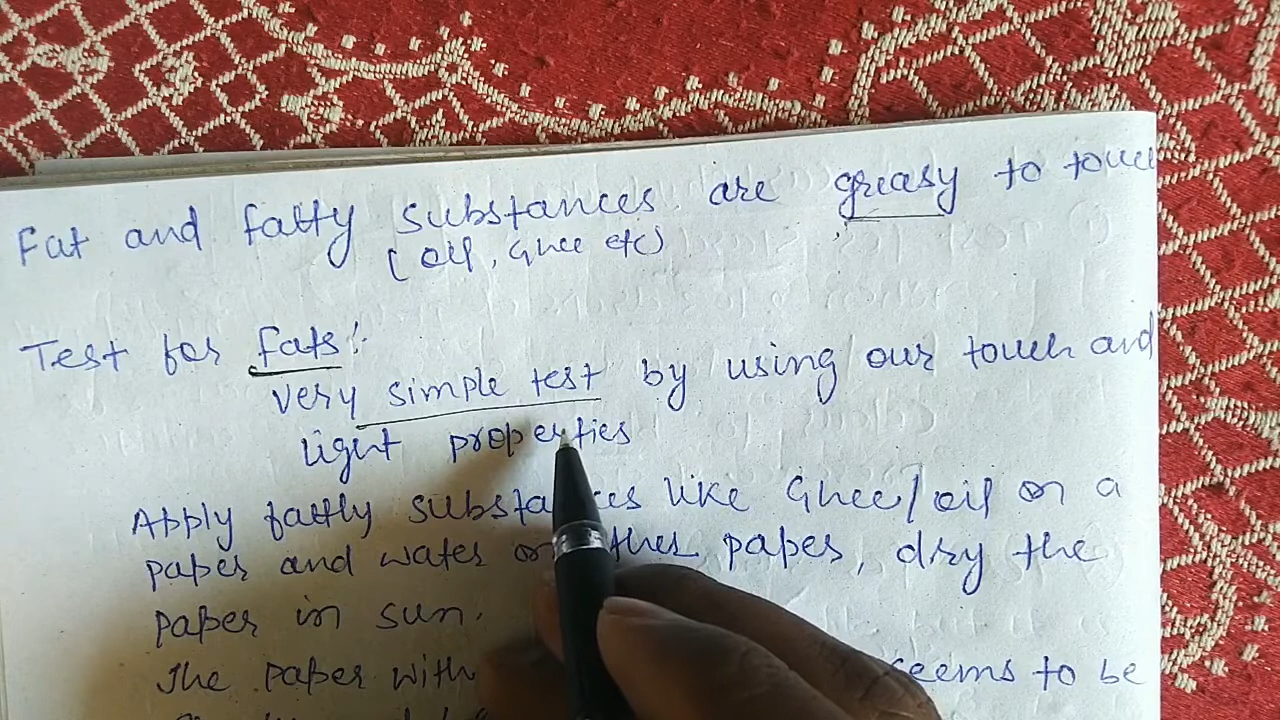 Fat and fatty substances are greasy to touch
(oil, Ghee etc)
Test for fats:
very simple test by using our touch and
light properties
Apply fatty substances like Ghee/oil on a
paper and water on other paper, dry the
paper in sun.
The paper with seems to be